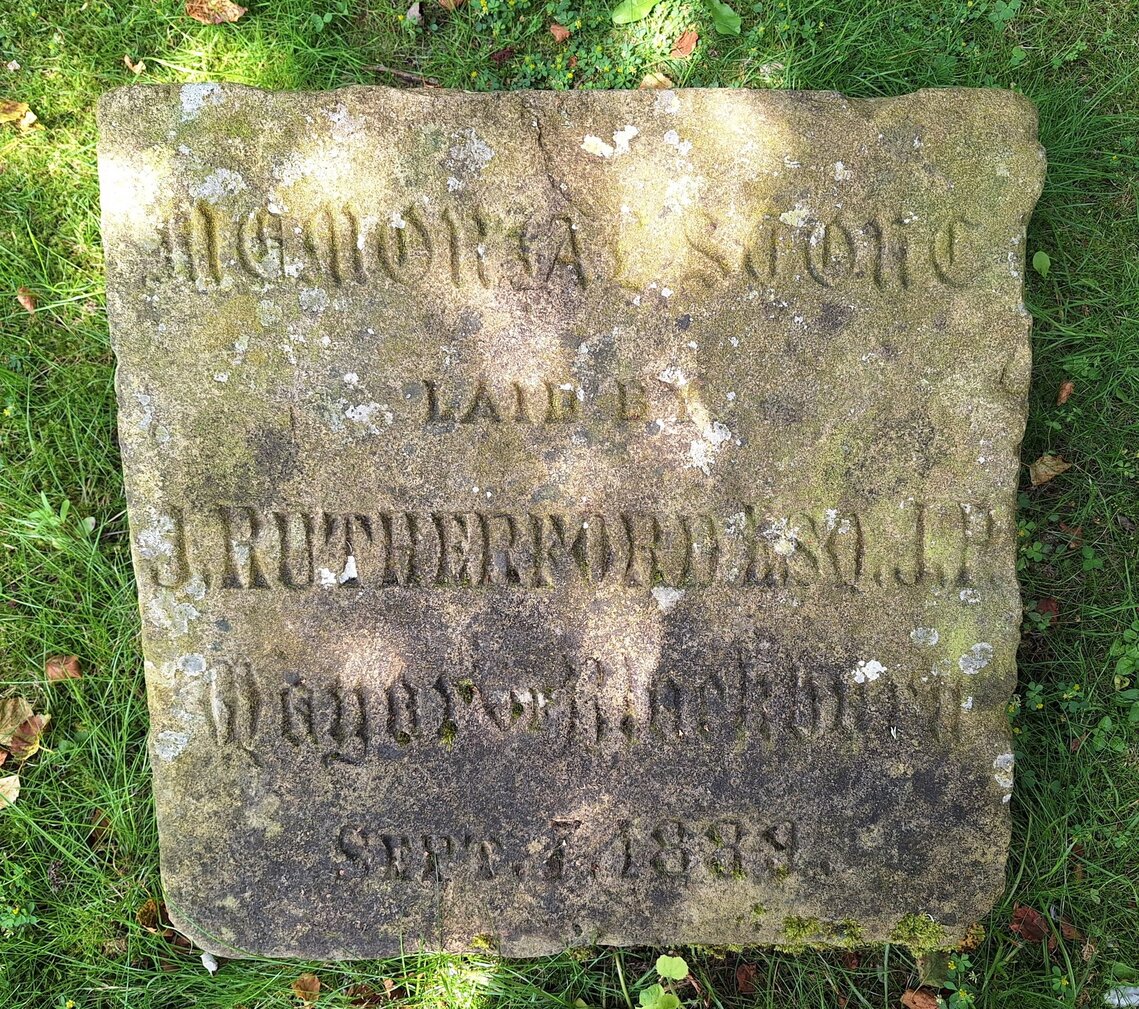 MEMORIAL STONE
LAID BY
J. RUTHERFORD ESQ. J.P.
Mayor of Blackburn
SEPT. 7. 1889.